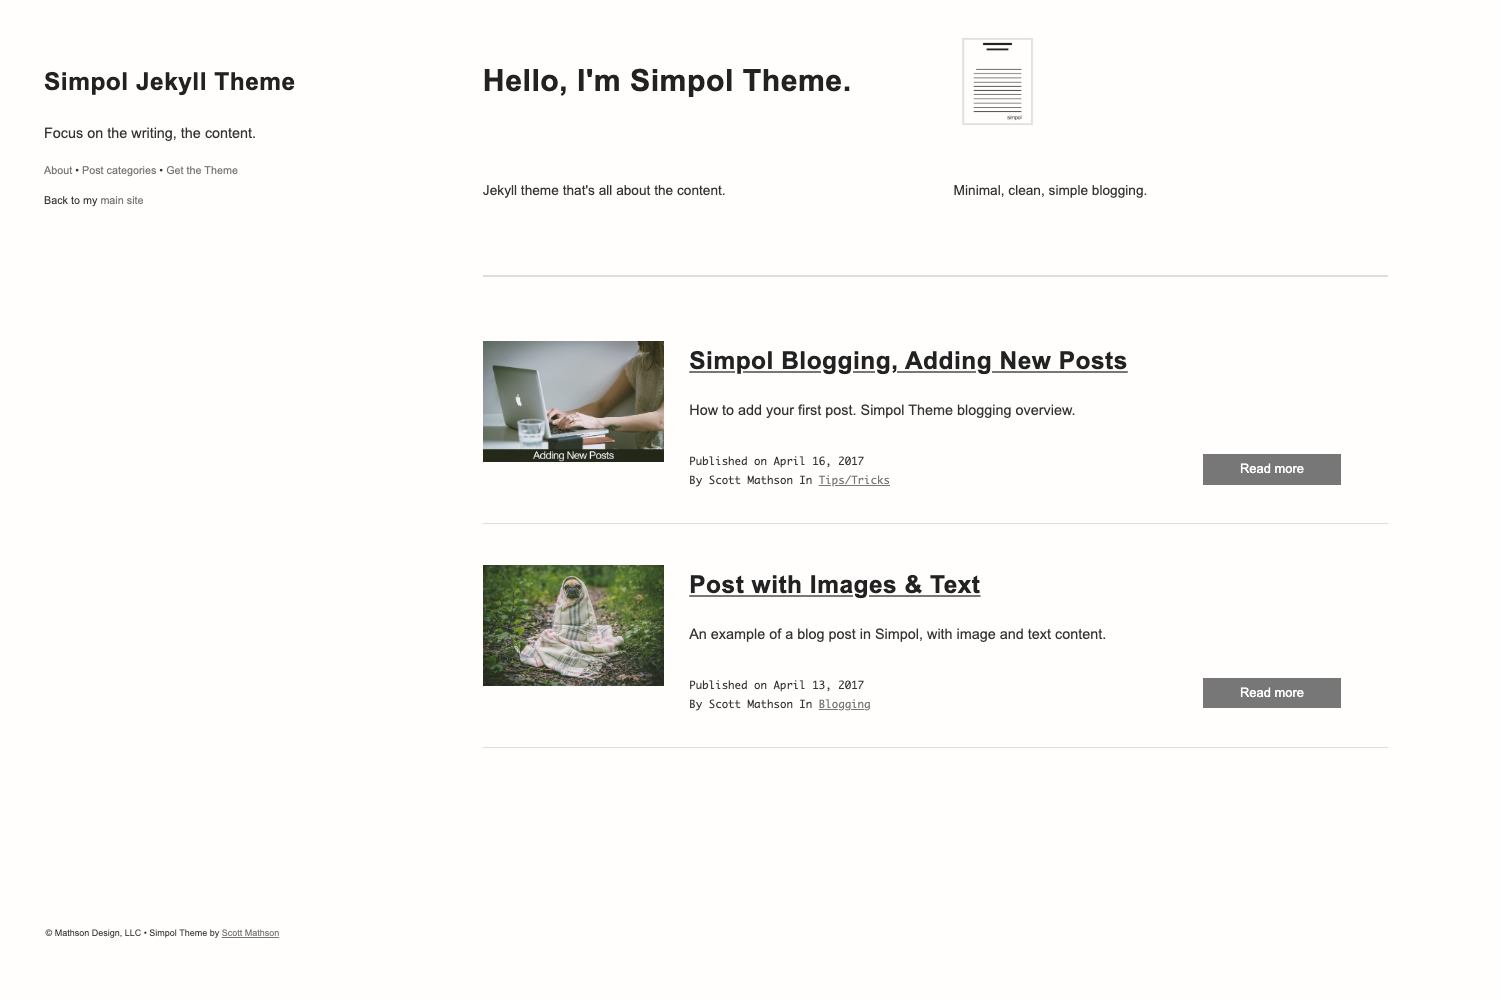 Simpol Jekyll Theme
Focus on the writing, the content.
About • Post categories • Get the Theme
Back to my main site
Hello, I'm Simpol Theme.
simpol
Jekyll theme that's all about the content.
Minimal, clean, simple blogging.
Adding New Posts
Simpol Blogging, Adding New Posts
How to add your first post. Simpol Theme blogging overview.
Published on April 16, 2017
By Scott Mathson In Tips/Tricks
Read more
Post with Images & Text
An example of a blog post in Simpol, with image and text content.
Published on April 13, 2017
By Scott Mathson In Blogging
Read more
© Mathson Design, LLC • Simpol Theme by Scott Mathson